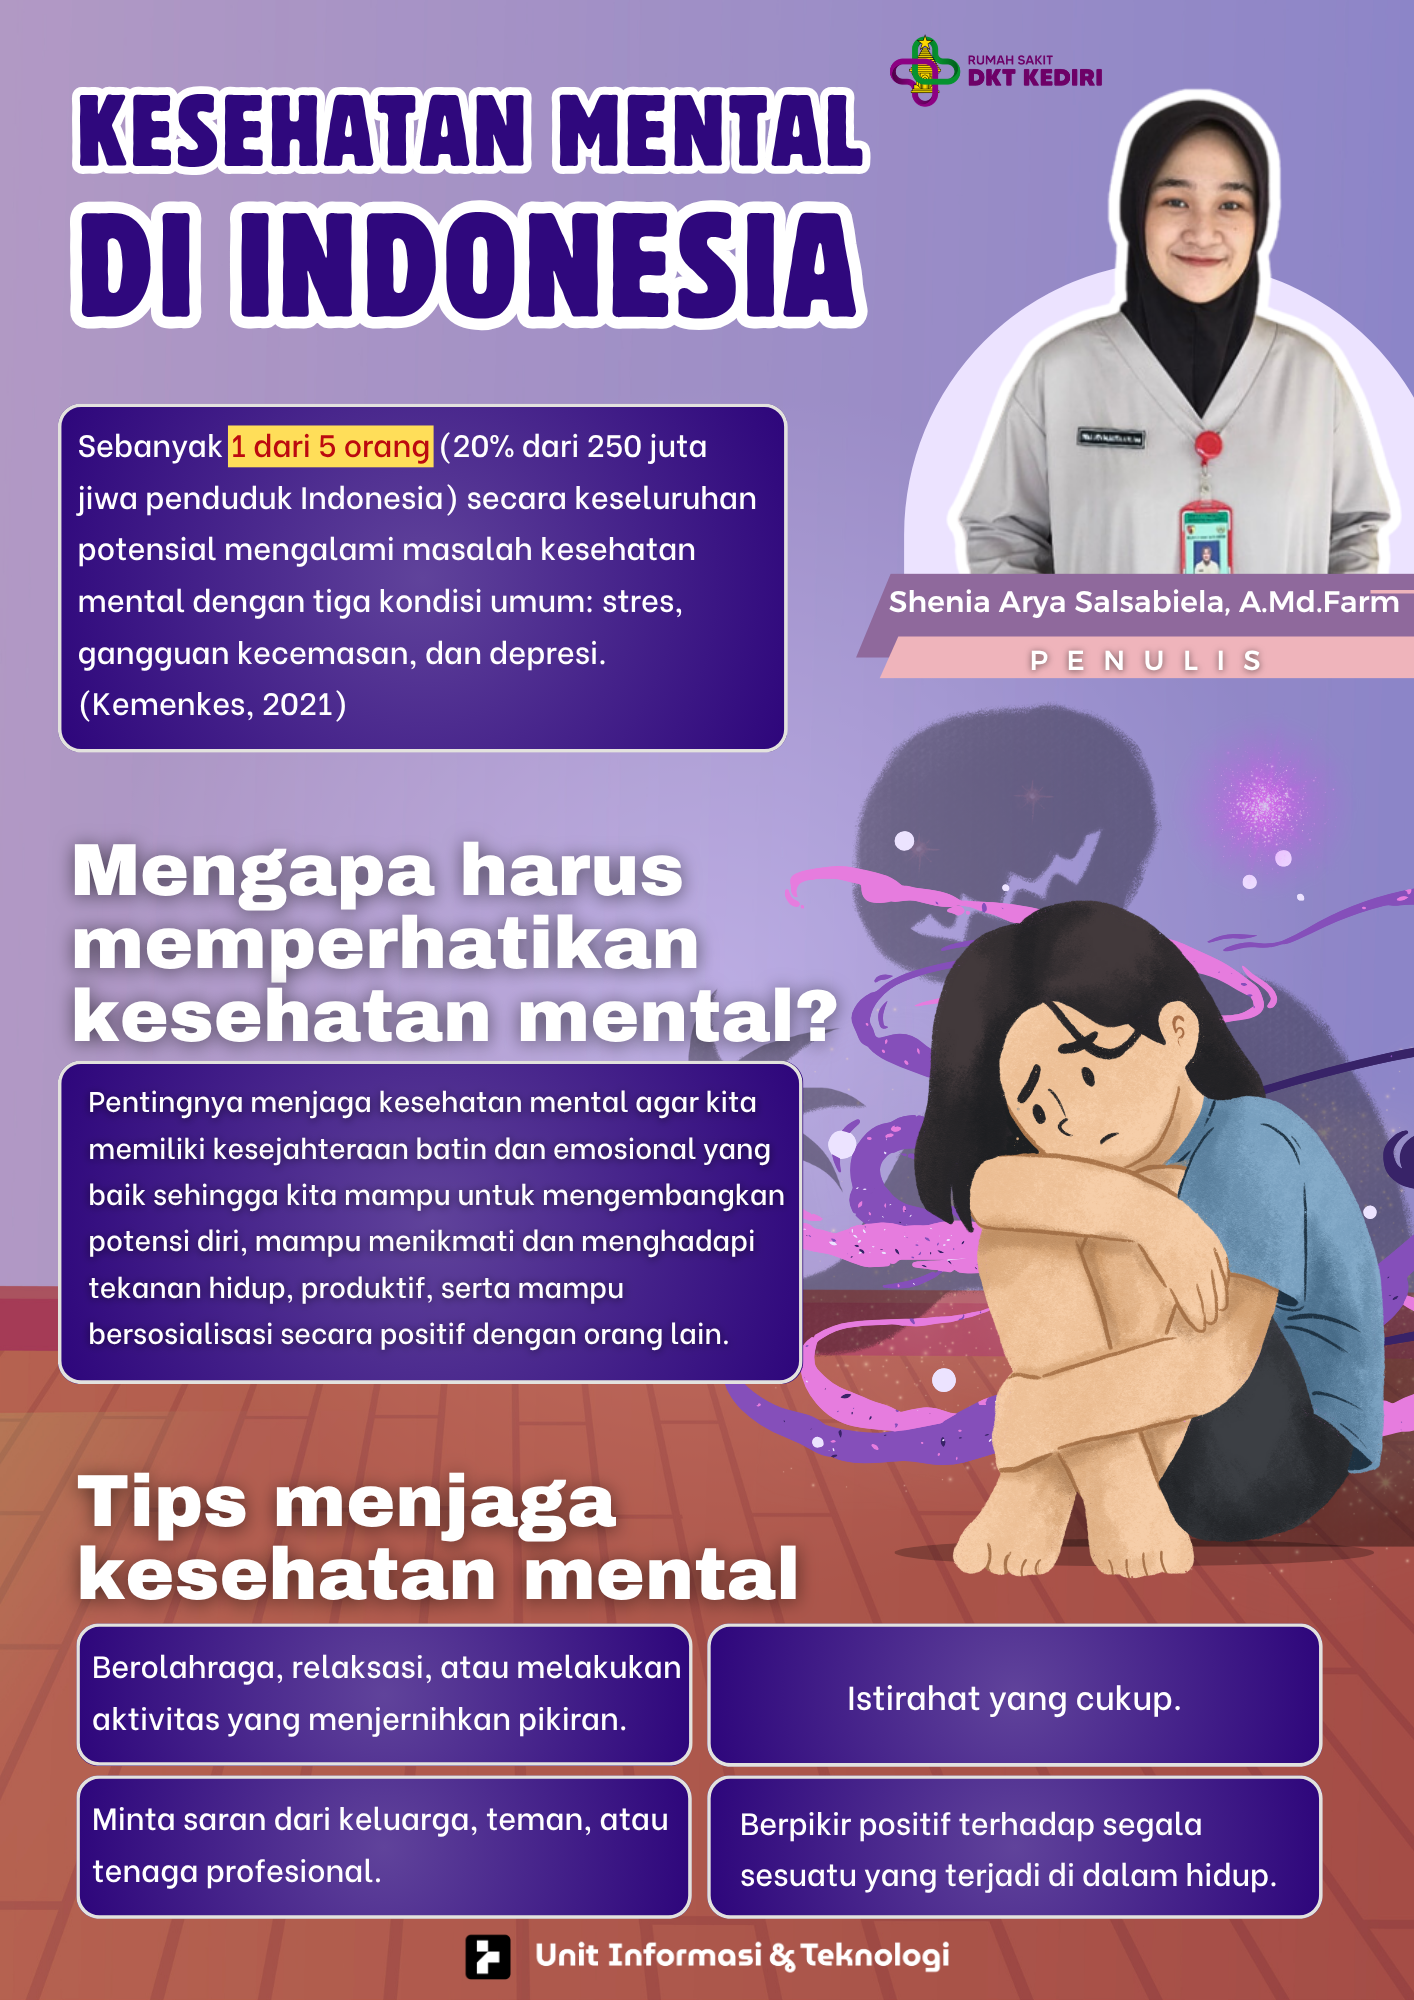 RUMAH SAKIT
DKT KEDIRI
KESEHATAN MENTAL
DI INDONESIA
Sebanyak 1 dari 5 orang (20% dari 250 juta
jiwa penduduk Indonesia) secara keseluruhan
potensial mengalami masalah kesehatan
mental dengan tiga kondisi umum: stres,
gangguan kecemasan, dan depresi.
(Kemenkes, 2021)
Shenia Arya Salsabiela, A.Md.Farm
PENULIS
Mengapa harus
memperhatikan
kesehatan mental?
Pentingnya menjaga kesehatan mental agar kita
memiliki kesejahteraan batin dan emosional yang
baik sehingga kita mampu untuk mengembangkan
potensi diri, mampu menikmati dan menghadapi
tekanan hidup, produktif, serta mampu
bersosialisasi secara positif dengan orang lain.
Tips menjaga
kesehatan mental
Berolahraga, relaksasi, atau melakukan
aktivitas yang menjernihkan pikiran.
Istirahat yang cukup.
Minta saran dari keluarga, teman, atau
tenaga profesional.
Berpikir positif terhadap segala
sesuatu yang terjadi di dalam hidup.
Unit Informasi & Teknologi